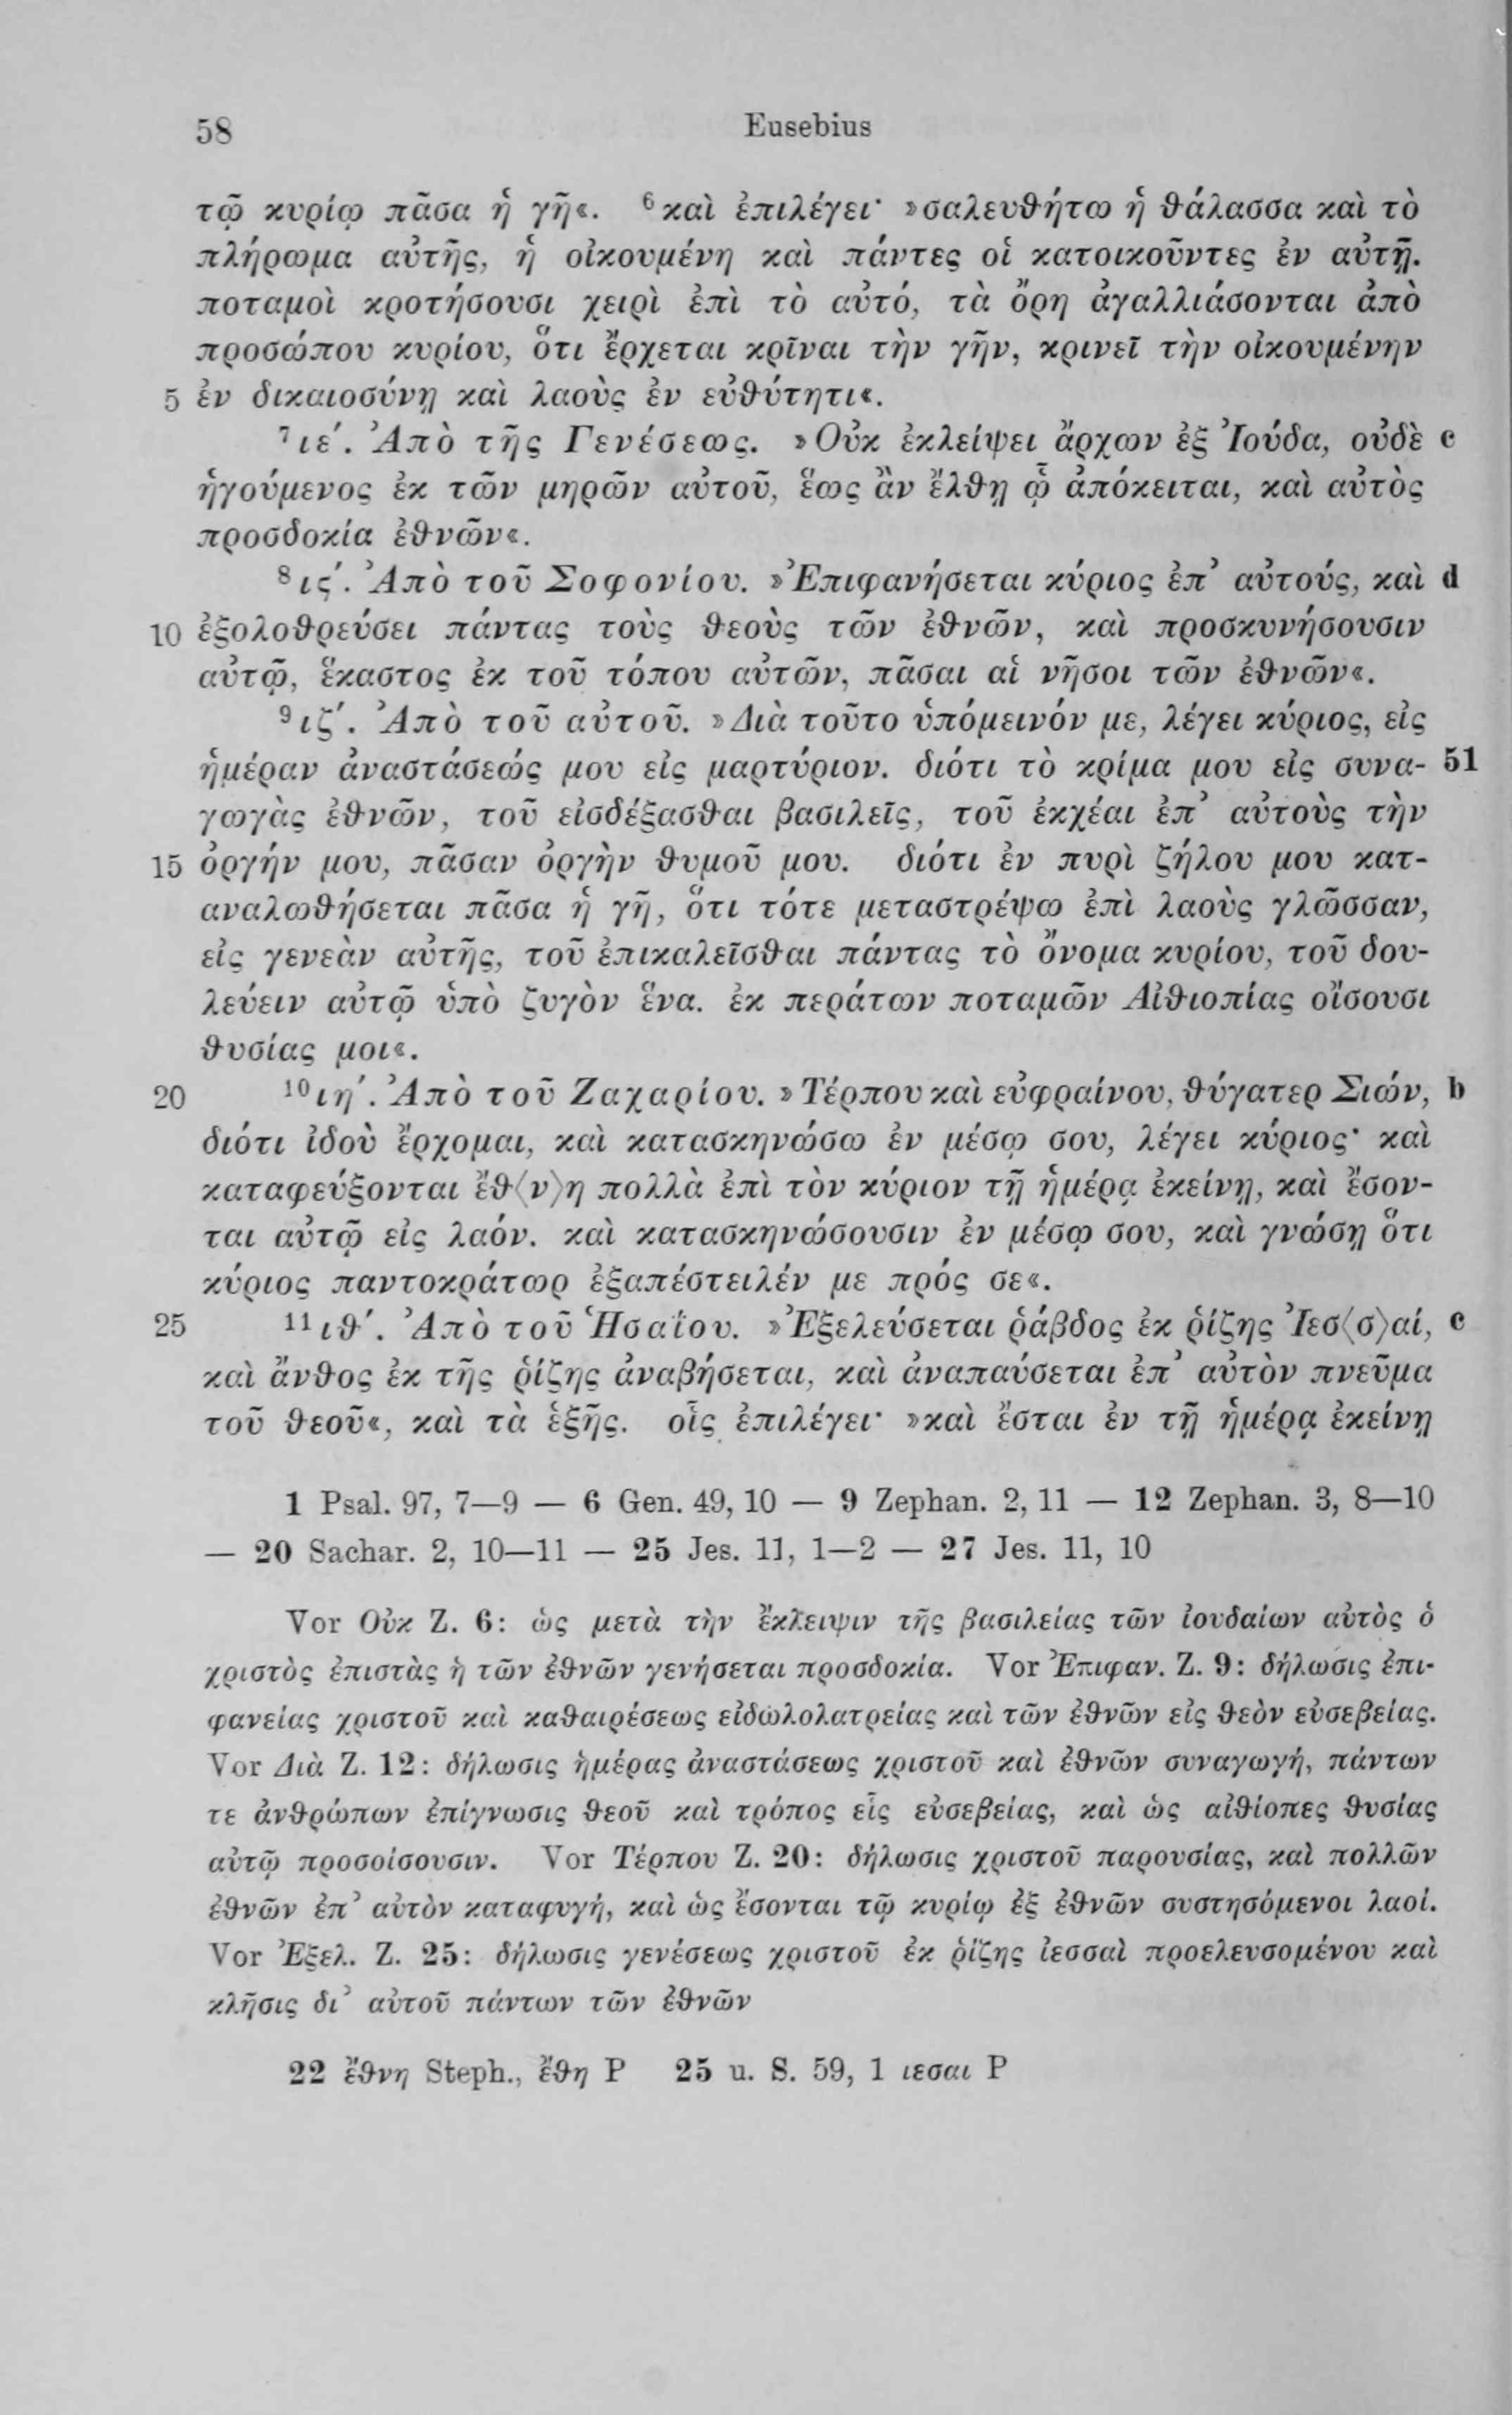 58 Eusebius
τῷ κυρίῳ πᾶσα ἡ γῆ«. ⁶καὶ ἐπιλέγει· »σαλευθήτω ἡ θάλασσα καὶ τὸ
πλήρωμα αὐτῆς, ἡ οἰκουμένη καὶ πάντες οἱ κατοικοῦντες ἐν αὐτῇ.
ποταμοὶ κροτήσουσι χειρὶ ἐπὶ τὸ αὐτό, τὰ ὄρη ἀγαλλιάσονται ἀπὸ
προσώπου κυρίου, ὅτι ἔρχεται κρῖναι τὴν γῆν, κρινεῖ τὴν οἰκουμένην
5 ἐν δικαιοσύνῃ καὶ λαοὺς ἐν εὐθύτητι«.
⁷ιε΄. Ἀπὸ τῆς Γενέσεως. »Οὐκ ἐκλείψει ἄρχων ἐξ Ἰούδα, οὐδὲ c
ἡγούμενος ἐκ τῶν μηρῶν αὐτοῦ, ἕως ἂν ἔλθῃ ᾧ ἀπόκειται, καὶ αὐτὸς
προσδοκία ἐθνῶν«.
⁸ις΄. Ἀπὸ τοῦ Σοφονίου. »Ἐπιφανήσεται κύριος ἐπ’ αὐτούς, καὶ d
10 ἐξολοθρεύσει πάντας τοὺς θεοὺς τῶν ἐθνῶν, καὶ προσκυνήσουσιν
αὐτῷ, ἕκαστος ἐκ τοῦ τόπου αὐτῶν, πᾶσαι αἱ νῆσοι τῶν ἐθνῶν«.
⁹ιζ΄. Ἀπὸ τοῦ αὐτοῦ. »Διὰ τοῦτο ὑπόμεινόν με, λέγει κύριος, εἰς
ἡμέραν ἀναστάσεώς μου εἰς μαρτύριον. διότι τὸ κρίμα μου εἰς συνα- 51
γωγὰς ἐθνῶν, τοῦ εἰσδέξασθαι βασιλεῖς, τοῦ ἐκχέαι ἐπ’ αὐτοὺς τὴν
15 ὀργήν μου, πᾶσαν ὀργὴν θυμοῦ μου. διότι ἐν πυρὶ ζήλου μου κατ-
αναλωθήσεται πᾶσα ἡ γῆ, ὅτι τότε μεταστρέψω ἐπὶ λαοὺς γλῶσσαν,
εἰς γενεὰν αὐτῆς, τοῦ ἐπικαλεῖσθαι πάντας τὸ ὄνομα κυρίου, τοῦ δου-
λεύειν αὐτῷ ὑπὸ ζυγὸν ἕνα. ἐκ περάτων ποταμῶν Αἰθιοπίας οἴσουσι
θυσίας μοι«.
20 ¹⁰ιη΄. Ἀπὸ τοῦ Ζαχαρίου. »Τέρπου καὶ εὐφραίνου, θύγατερ Σιών, b
διότι ἰδοὺ ἔρχομαι, καὶ κατασκηνώσω ἐν μέσῳ σου, λέγει κύριος· καὶ
καταφεύξονται ἔθ⟨ν⟩η πολλὰ ἐπὶ τὸν κύριον τῇ ἡμέρᾳ ἐκείνῃ, καὶ ἔσον-
ται αὐτῷ εἰς λαόν. καὶ κατασκηνώσουσιν ἐν μέσῳ σου, καὶ γνώσῃ ὅτι
κύριος παντοκράτωρ ἐξαπέστειλέν με πρός σε«.
25 ¹¹ιθ΄. Ἀπὸ τοῦ Ἡσαΐου. »Ἐξελεύσεται ῥάβδος ἐκ ῥίζης Ἰεσ⟨σ⟩αί, c
καὶ ἄνθος ἐκ τῆς ῥίζης ἀναβήσεται, καὶ ἀναπαύσεται ἐπ’ αὐτὸν πνεῦμα
τοῦ θεοῦ«, καὶ τὰ ἑξῆς. οἷς ἐπιλέγει· »καὶ ἔσται ἐν τῇ ἡμέρᾳ ἐκείνῃ
1 Psal. 97, 7—9 — 6 Gen. 49, 10 — 9 Zephan. 2, 11 — 12 Zephan. 3, 8—10
— 20 Sachar. 2, 10—11 — 25 Jes. 11, 1—2 — 27 Jes. 11, 10
Vor Οὐκ Z. 6: ὡς μετὰ τὴν ἔκλειψιν τῆς βασιλείας τῶν ἰουδαίων αὐτὸς ὁ
χριστὸς ἐπιστὰς ἡ τῶν ἐθνῶν γενήσεται προσδοκία. Vor Ἐπιφαν. Z. 9: δήλωσις ἐπι-
φανείας χριστοῦ καὶ καθαιρέσεως εἰδωλολατρείας καὶ τῶν ἐθνῶν εἰς θεὸν εὐσεβείας.
Vor Διὰ Z. 12: δήλωσις ἡμέρας ἀναστάσεως χριστοῦ καὶ ἐθνῶν συναγωγή, πάντων
τε ἀνθρώπων ἐπίγνωσις θεοῦ καὶ τρόπος εἷς εὐσεβείας, καὶ ὡς αἰθίοπες θυσίας
αὐτῷ προσοίσουσιν. Vor Τέρπου Z. 20: δήλωσις χριστοῦ παρουσίας, καὶ πολλῶν
ἐθνῶν ἐπ’ αὐτὸν καταφυγή, καὶ ὡς ἔσονται τῷ κυρίῳ ἐξ ἐθνῶν συστησόμενοι λαοί.
Vor Ἐξελ. Z. 25: δήλωσις γενέσεως χριστοῦ ἐκ ῥίζης ἰεσσαὶ προελευσομένου καὶ
κλῆσις δι’ αὐτοῦ πάντων τῶν ἐθνῶν
22 ἔθνη Steph., ἔθη P 25 u. S. 59, 1 ιεσαι P